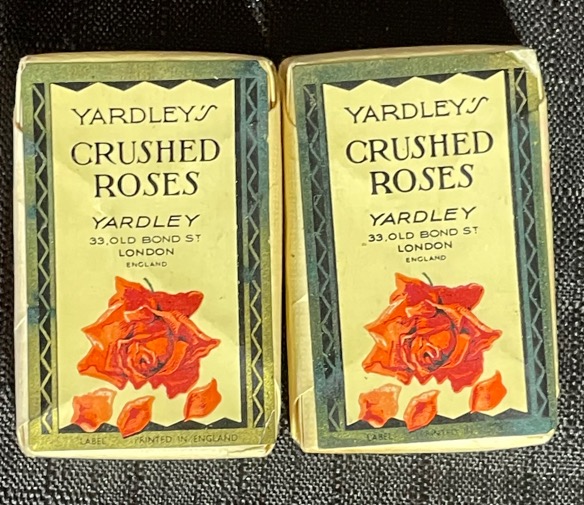 YARDLEY'S
CRUSHED
ROSES
YARDLEY
33, OLD BOND ST
LONDON
ENGLAND
LABEL PRINTED IN ENGLAND
YARDLEY'S
CRUSHED
ROSES
YARDLEY
33, OLD BOND ST
LONDON
ENGLAND
LABEL PRINTED